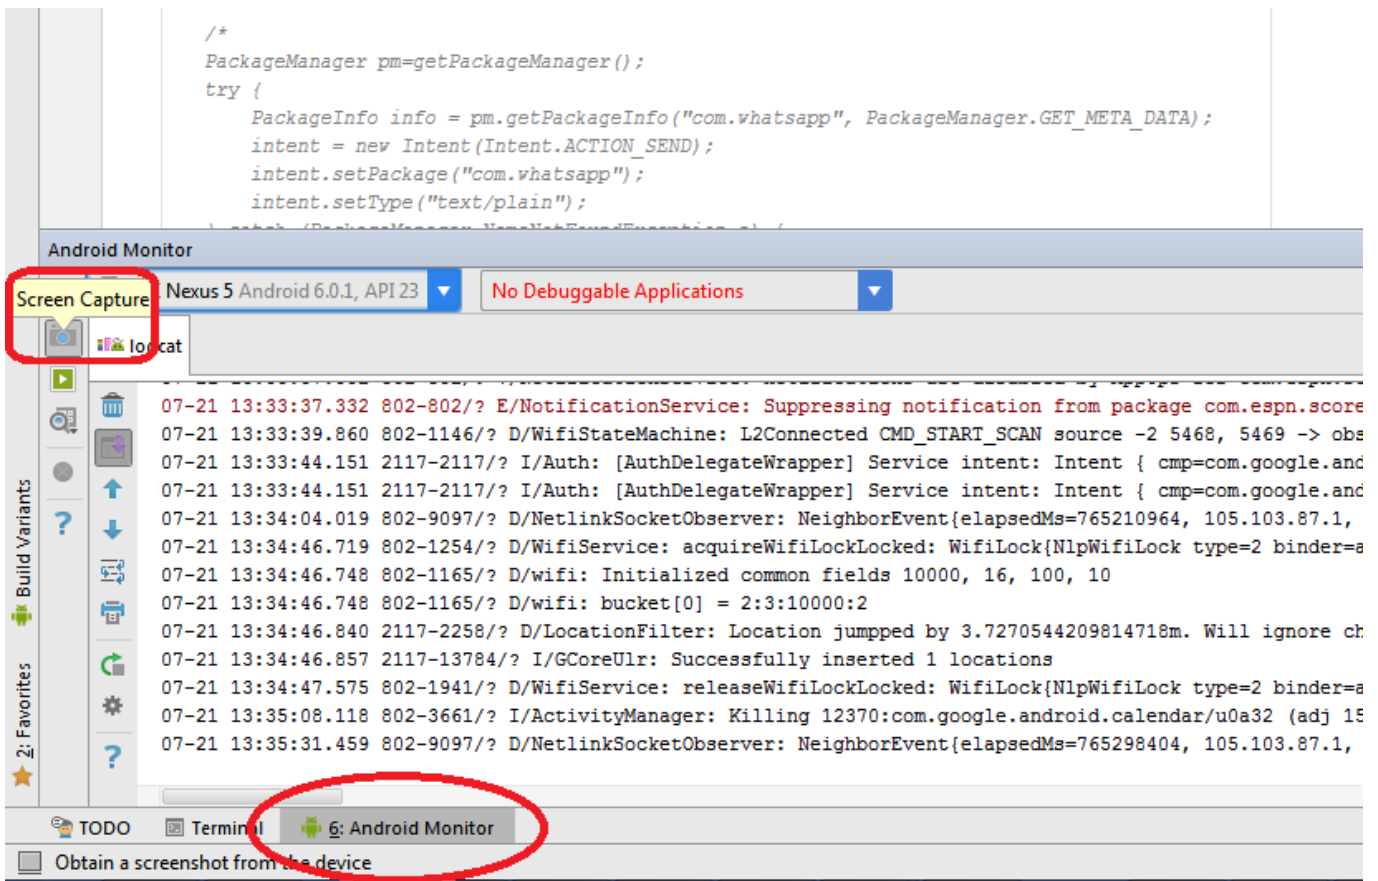 /*
PackageManager pm=getPackageManager();
try {
PackageInfo info = pm.getPackageInfo("com.whatsapp", PackageManager.GET_META_DATA);
intent = new Intent(Intent.ACTION_SEND);
intent.setPackage("com.whatsapp");
intent.setType("text/plain");
} catch (PackageManager.NameNotFoundException e) {
Android Monitor
Screen Capture
Nexus 5 Android 6.0.1, API 23
No Debuggable Applications
logcat
07-21 13:33:37.332 802-802/? E/NotificationService: Suppressing notification from package com.espn.score
07-21 13:33:39.860 802-1146/? D/WifiStateMachine: L2Connected CMD_START_SCAN source -2 5468, 5469 -> obs
07-21 13:33:44.151 2117-2117/? I/Auth: [AuthDelegateWrapper] Service intent: Intent { cmp=com.google.and
07-21 13:33:44.151 2117-2117/? I/Auth: [AuthDelegateWrapper] Service intent: Intent { cmp=com.google.and
07-21 13:34:04.019 802-9097/? D/NetlinkSocketObserver: NeighborEvent{elapsedMs=765210964, 105.103.87.1,
07-21 13:34:46.719 802-1254/? D/WifiService: acquireWifiLockLocked: WifiLock{NlpWifiLock type=2 binder=a
07-21 13:34:46.748 802-1165/? D/wifi: Initialized common fields 10000, 16, 100, 10
07-21 13:34:46.748 802-1165/? D/wifi: bucket[0] = 2:3:10000:2
07-21 13:34:46.840 2117-2258/? D/LocationFilter: Location jumpped by 3.7270544209814718m. Will ignore ch
07-21 13:34:46.857 2117-13784/? I/GCoreUlr: Successfully inserted 1 locations
07-21 13:34:47.575 802-1941/? D/WifiService: releaseWifiLockLocked: WifiLock{NlpWifiLock type=2 binder=a
07-21 13:35:08.118 802-3661/? I/ActivityManager: Killing 12370:com.google.android.calendar/u0a32 (adj 15
07-21 13:35:31.459 802-9097/? D/NetlinkSocketObserver: NeighborEvent{elapsedMs=765298404, 105.103.87.1,
Build Variants
2: Favorites
TODO
Terminal
6: Android Monitor
Obtain a screenshot from the device